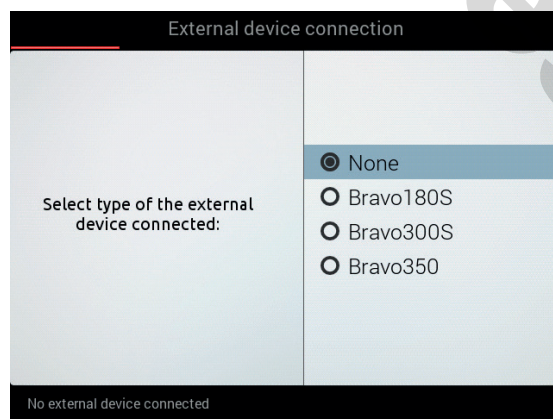 External device connection
Select type of the external
device connected:
None
Bravo180S
Bravo300S
Bravo350
No external device connected